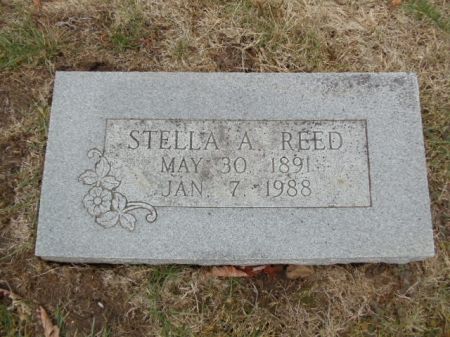 STELLA A. REED
MAY 30, 1891
JAN. 7, 1988